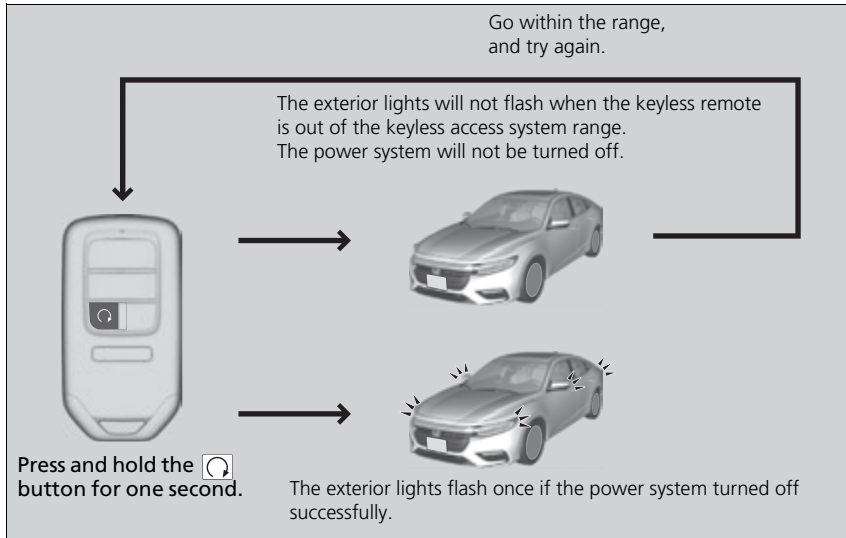 Go within the range,
and try again.
The exterior lights will not flash when the keyless remote
is out of the keyless access system range.
The power system will not be turned off.
Press and hold the
button for one second.
The exterior lights flash once if the power system turned off
successfully.